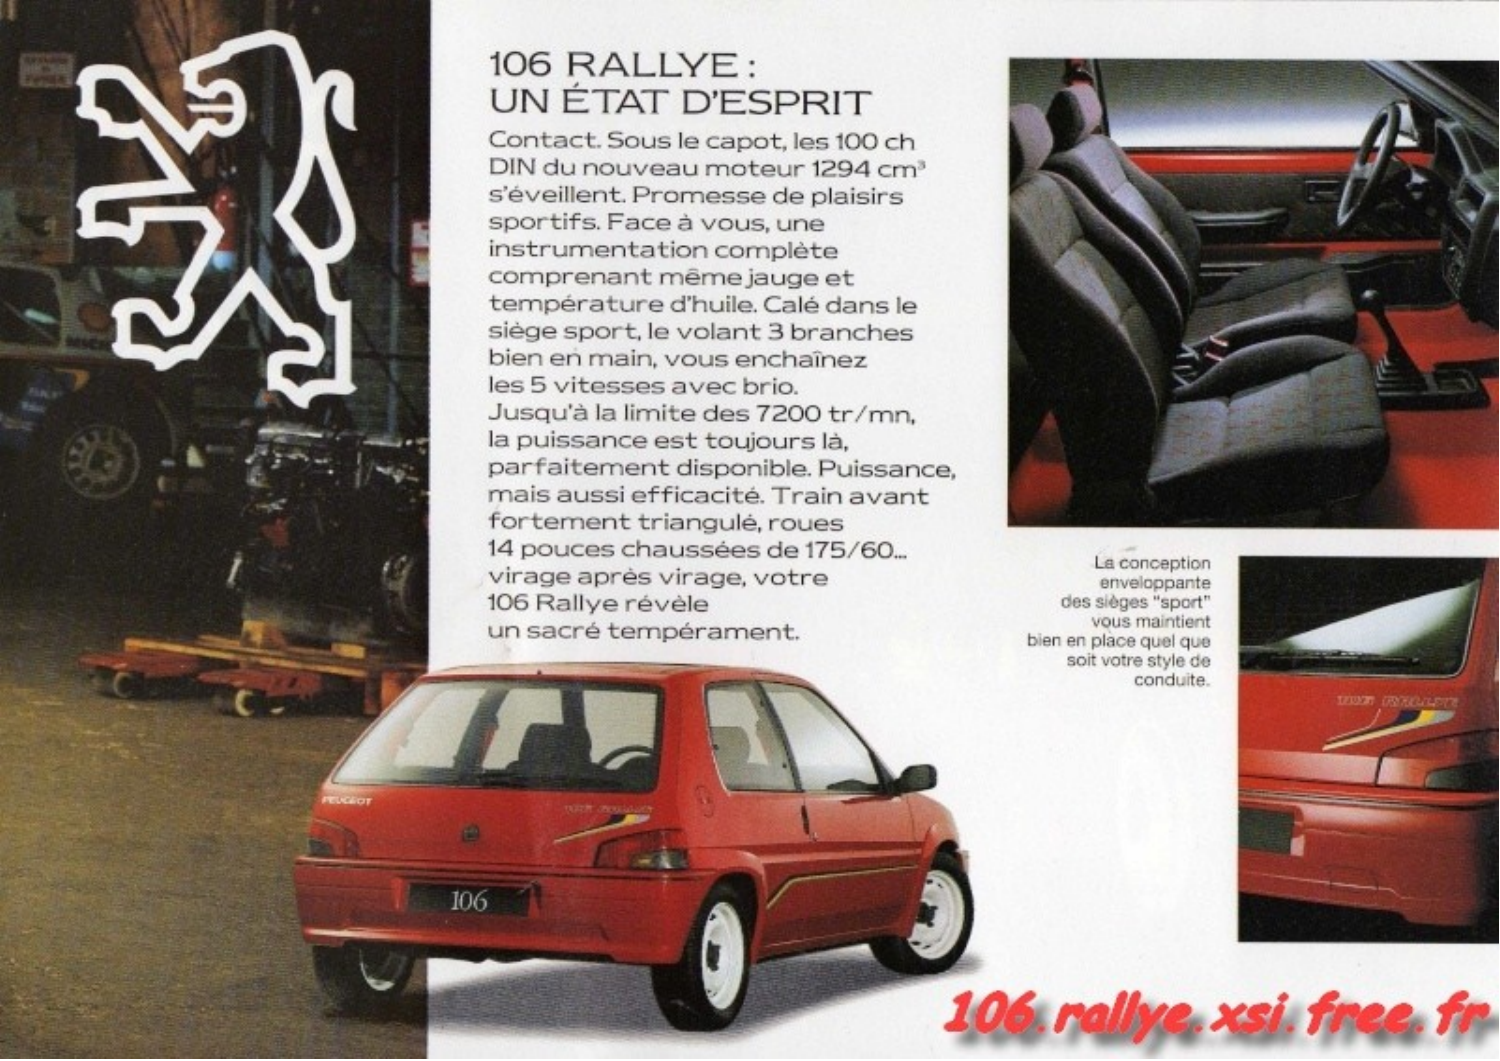 106 RALLYE :
UN ÉTAT D'ESPRIT
Contact. Sous le capot, les 100 ch
DIN du nouveau moteur 1294 cm³
s'éveillent. Promesse de plaisirs
sportifs. Face à vous, une
instrumentation complète
comprenant même jauge et
température d'huile. Calé dans le
siège sport, le volant 3 branches
bien en main, vous enchaînez
les 5 vitesses avec brio.
Jusqu'à la limite des 7200 tr/mn,
la puissance est toujours là,
parfaitement disponible. Puissance,
mais aussi efficacité. Train avant
fortement triangulé, roues
14 pouces chaussées de 175/60...
virage après virage, votre
106 Rallye révèle
un sacré tempérament.
La conception
enveloppante
des sièges "sport"
vous maintient
bien en place quel que
soit votre style de
conduite.
106 RALLYE
PEUGEOT
106 RALLYE
106
106.rallye.xsi.free.fr